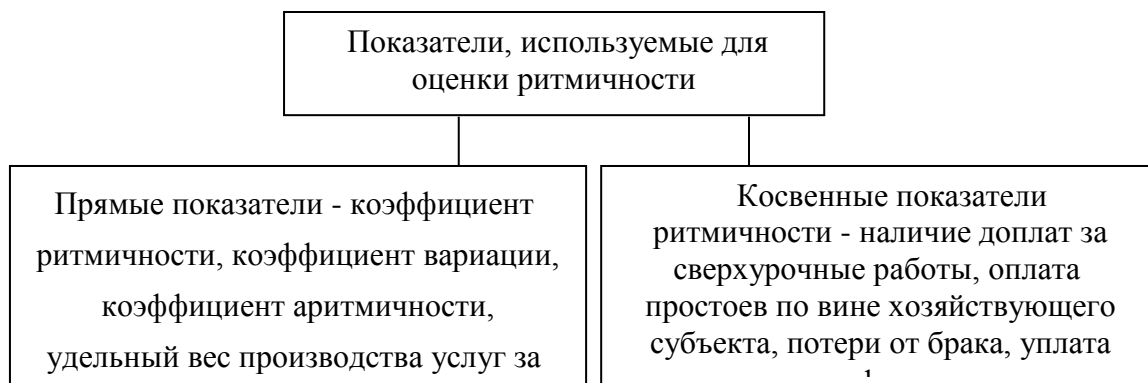 Показатели, используемые для
оценки ритмичности
Прямые показатели - коэффициент
ритмичности, коэффициент вариации,
коэффициент аритмичности,
удельный вес производства услуг за
Косвенные показатели
ритмичности - наличие доплат за
сверхурочные работы, оплата
простоев по вине хозяйствующего
субъекта, потери от брака, уплата